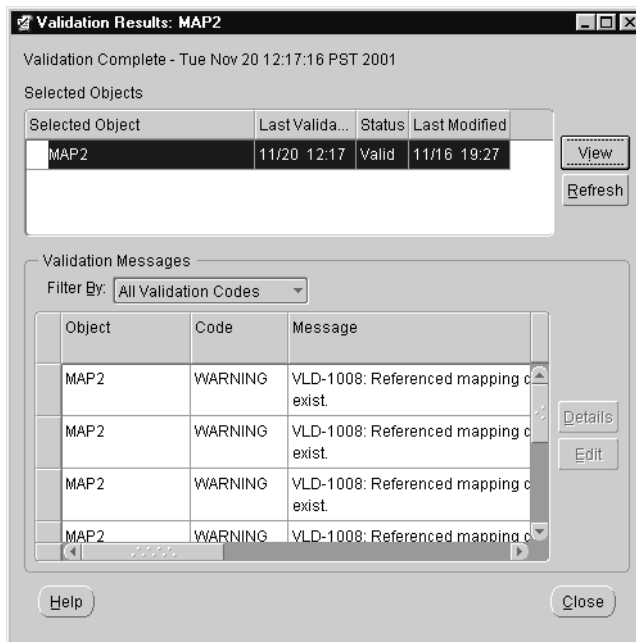 Validation Results: MAP2
Validation Complete - Tue Nov 20 12:17:16 PST 2001
Selected Objects
Selected Object Last Valida... Status Last Modified
MAP2 11/20 12:17 Valid 11/16 19:27
View
Refresh
Validation Messages
Filter By: All Validation Codes
Object Code Message
MAP2 WARNING VLD-1008: Referenced mapping c
exist.
MAP2 WARNING VLD-1008: Referenced mapping c
exist.
MAP2 WARNING VLD-1008: Referenced mapping c
exist.
MAP2 WARNING VLD-1008: Referenced mapping c
Details
Edit
Help
Close